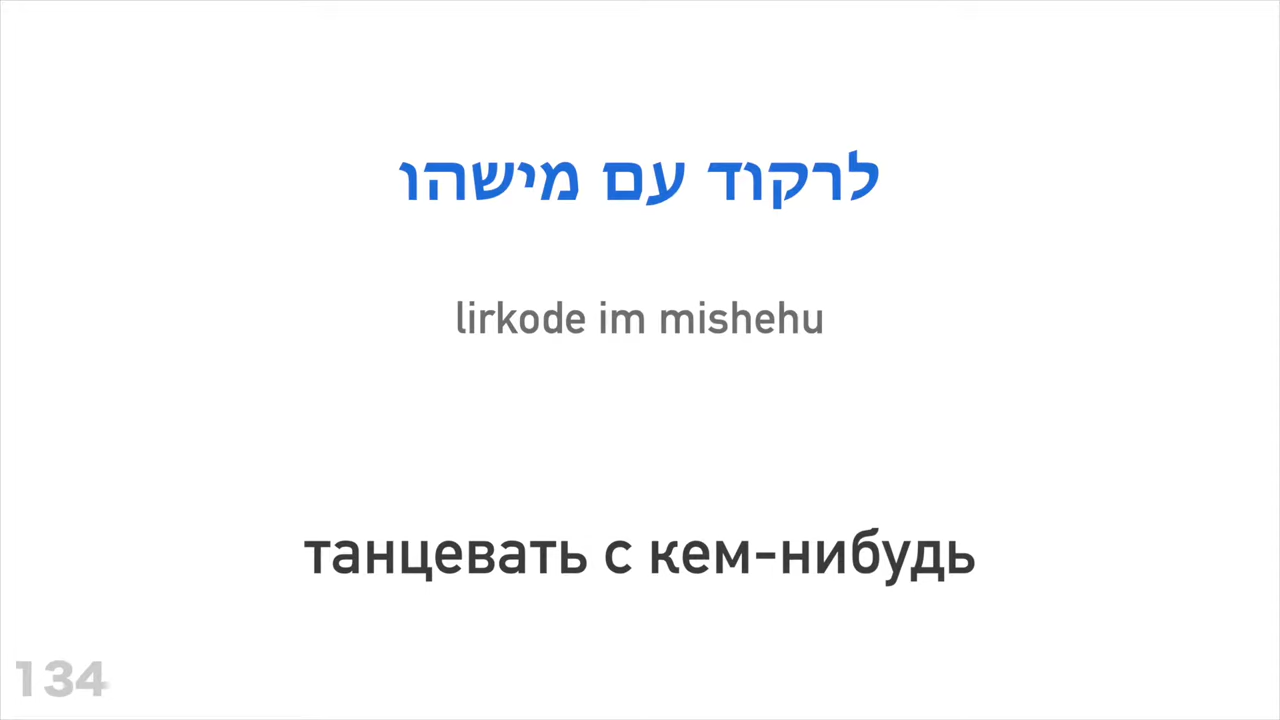 לרקוד עם מישהו
lirkode im mishehu
танцевать с кем-нибудь
134